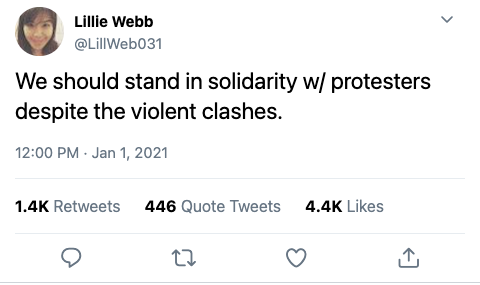 Lillie Webb
@LillWeb031
We should stand in solidarity w/ protesters
despite the violent clashes.
12:00 PM · Jan 1, 2021
1.4K Retweets 446 Quote Tweets 4.4K Likes